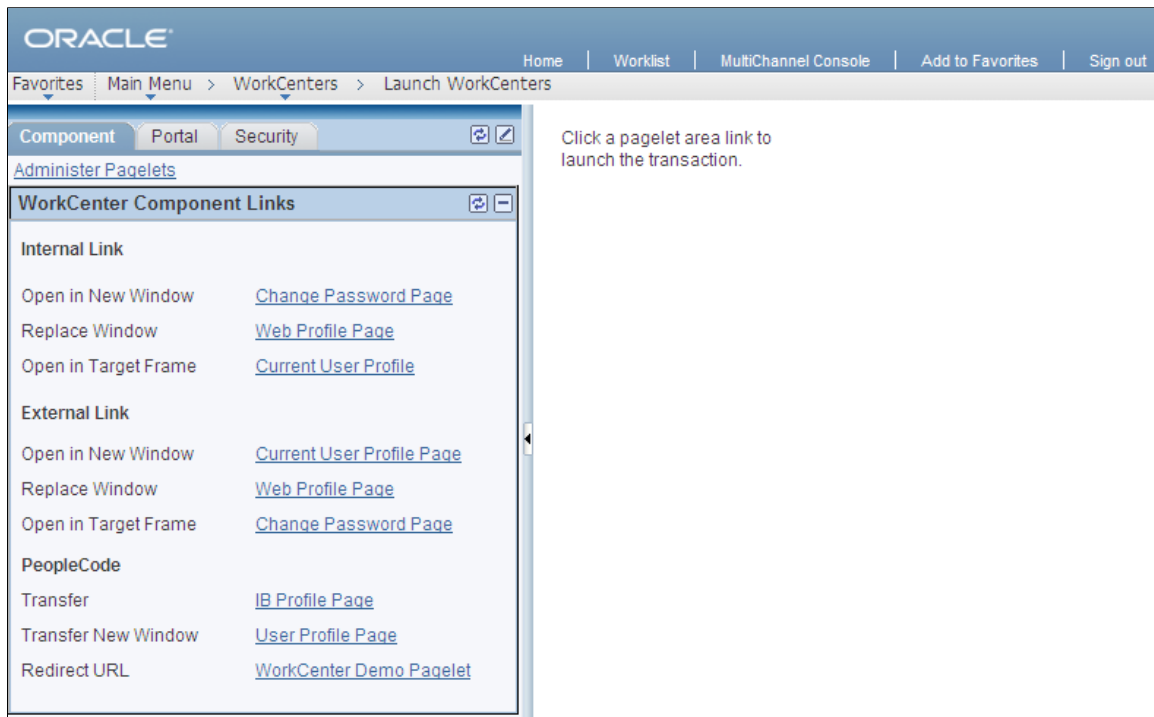 ORACLE
Home | Worklist | MultiChannel Console | Add to Favorites | Sign out
Favorites Main Menu > WorkCenters > Launch WorkCenters
Component Portal Security
Administer Pagelets
WorkCenter Component Links
Internal Link
Open in New Window Change Password Page
Replace Window Web Profile Page
Open in Target Frame Current User Profile
External Link
Open in New Window Current User Profile Page
Replace Window Web Profile Page
Open in Target Frame Change Password Page
PeopleCode
Transfer IB Profile Page
Transfer New Window User Profile Page
Redirect URL WorkCenter Demo Pagelet
Click a pagelet area link to
launch the transaction.